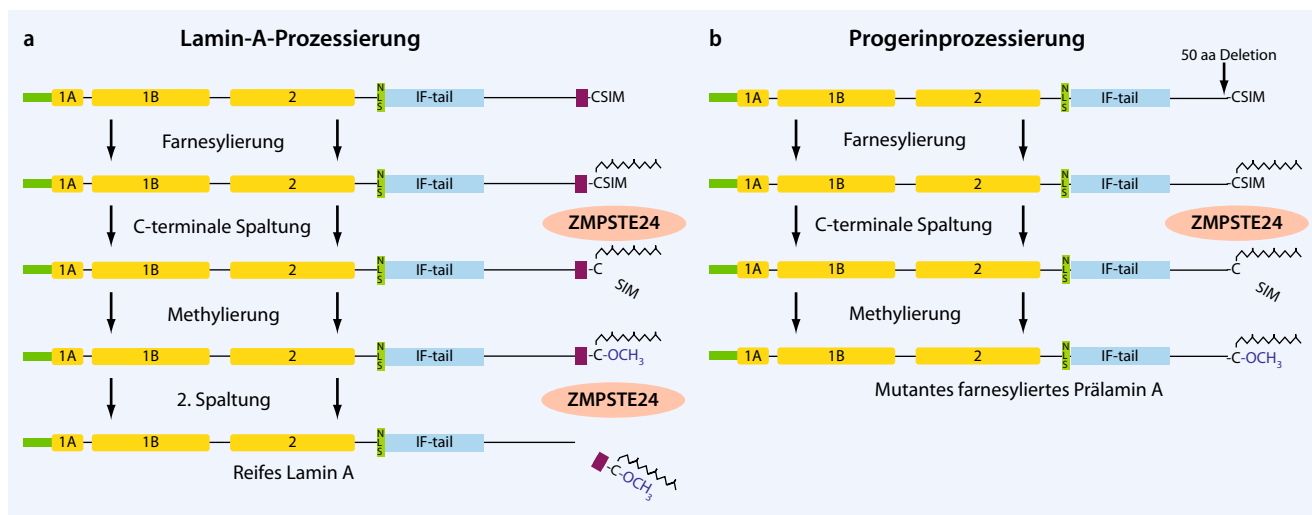 a Lamin-A-Prozessierung
1A 1B 2 NLS IF-tail CSIM
Farnesylierung
1A 1B 2 NLS IF-tail -CSIM
C-terminale Spaltung ZMPSTE24
1A 1B 2 NLS IF-tail -C
SIM
Methylierung
1A 1B 2 NLS IF-tail -C-OCH3
2. Spaltung ZMPSTE24
1A 1B 2 NLS IF-tail
-C-OCH3
Reifes Lamin A
b Progerinprozessierung
50 aa Deletion
1A 1B 2 NLS IF-tail -CSIM
Farnesylierung
1A 1B 2 NLS IF-tail -CSIM
C-terminale Spaltung ZMPSTE24
1A 1B 2 NLS IF-tail -C
SIM
Methylierung
1A 1B 2 NLS IF-tail -C-OCH3
Mutantes farnesyliertes Prälamin A